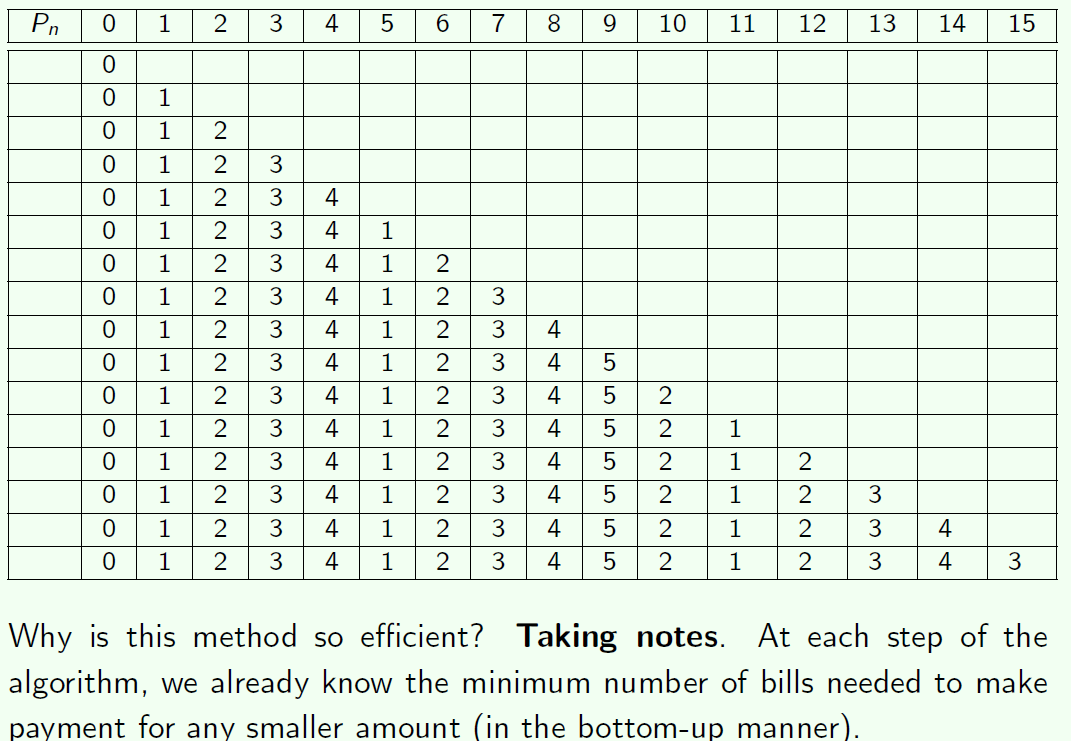 Pn 0 1 2 3 4 5 6 7 8 9 10 11 12 13 14 15
0
0 1
0 1 2
0 1 2 3
0 1 2 3 4
0 1 2 3 4 1
0 1 2 3 4 1 2
0 1 2 3 4 1 2 3
0 1 2 3 4 1 2 3 4
0 1 2 3 4 1 2 3 4 5
0 1 2 3 4 1 2 3 4 5 2
0 1 2 3 4 1 2 3 4 5 2 1
0 1 2 3 4 1 2 3 4 5 2 1 2
0 1 2 3 4 1 2 3 4 5 2 1 2 3
0 1 2 3 4 1 2 3 4 5 2 1 2 3 4
0 1 2 3 4 1 2 3 4 5 2 1 2 3 4 3
Why is this method so efficient? Taking notes. At each step of the
algorithm, we already know the minimum number of bills needed to make
payment for any smaller amount (in the bottom-up manner).